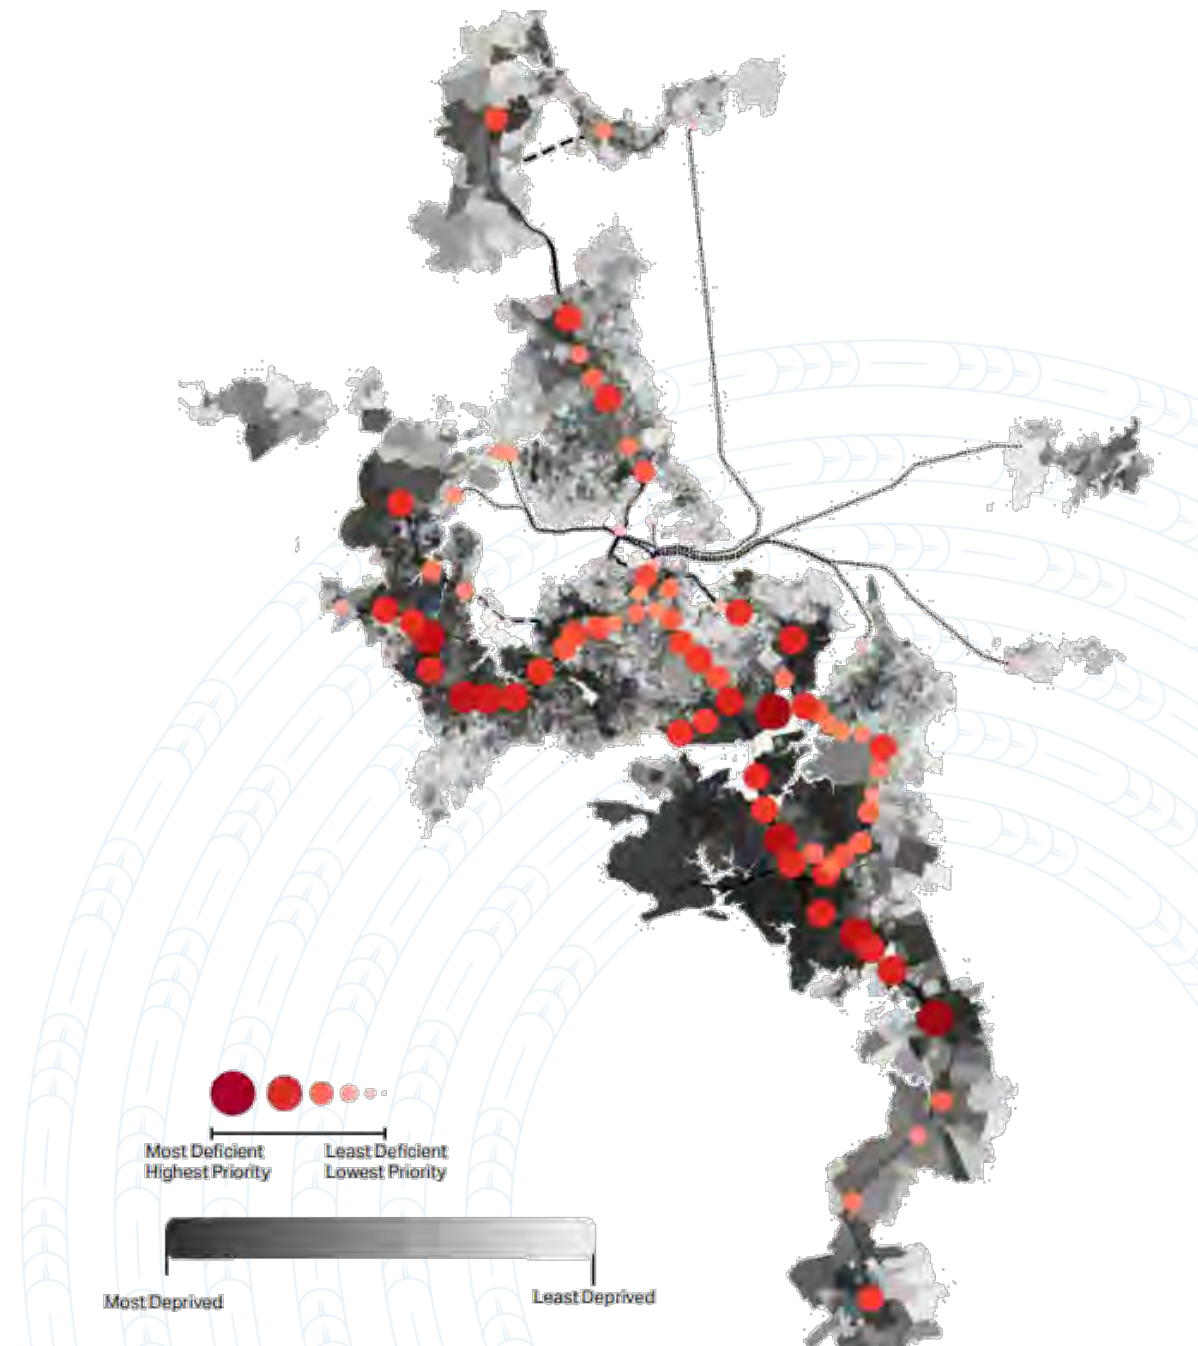 Most Deficient
Highest Priority
Least Deficient
Lowest Priority
Most Deprived
Least Deprived